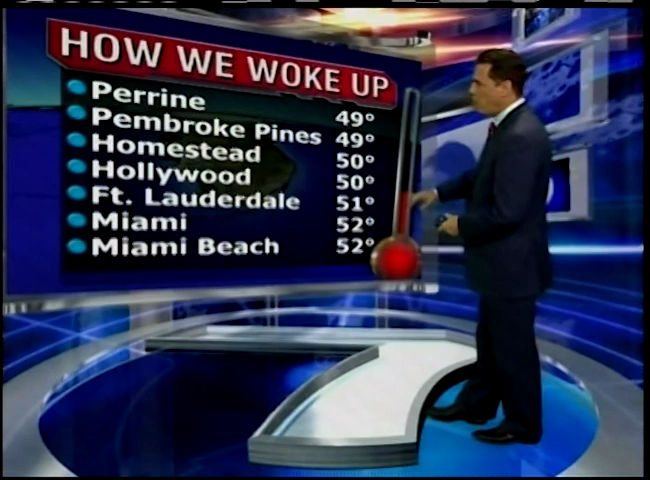 HOW WE WOKE UP
Perrine 49°
Pembroke Pines 49°
Homestead 50°
Hollywood 50°
Ft. Lauderdale 51°
Miami 52°
Miami Beach 52°